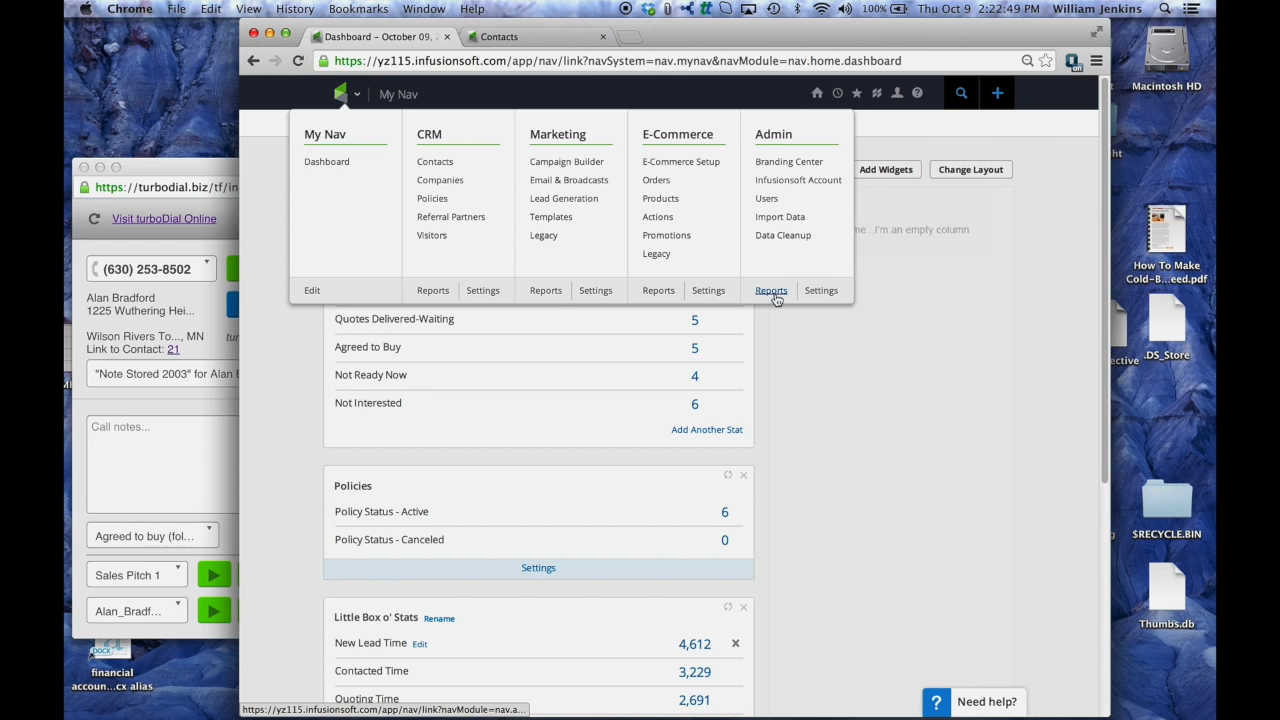 Chrome File Edit View History Bookmarks Window Help
100% Thu Oct 9 2:22:49 PM William Jenkins
Dashboard – October 09,
Contacts
https://yz115.infusionsoft.com/app/nav/link?navSystem=nav.mynav&navModule=nav.home.dashboard
on
My Nav
My Nav
Dashboard
Edit
CRM
Contacts
Companies
Policies
Referral Partners
Visitors
Reports Settings
Marketing
Campaign Builder
Email & Broadcasts
Lead Generation
Templates
Legacy
Reports Settings
E-Commerce
E-Commerce Setup
Orders
Products
Actions
Promotions
Legacy
Reports Settings
Admin
Branding Center
Infusionsoft Account
Users
Import Data
Data Cleanup
Reports Settings
Add Widgets Change Layout
me...I'm an empty column
Quotes Delivered-Waiting 5
Agreed to Buy 5
Not Ready Now 4
Not Interested 6
Add Another Stat
Policies
Policy Status - Active 6
Policy Status - Canceled 0
Settings
Little Box o' Stats Rename
New Lead Time Edit 4,612
Contacted Time 3,229
Quoting Time 2,691
? Need help?
https://yz115.infusionsoft.com/app/nav/link?navModule=nav.a...
https://turbodial.biz/tf/in
Visit turboDial Online
(630) 253-8502
Alan Bradford
1225 Wuthering Hei...
Wilson Rivers To..., MN
Link to Contact: 21
"Note Stored 2003" for Alan B
Call notes...
Agreed to buy (fol...
Sales Pitch 1
Alan_Bradf...
DOCX
financial
accoun...cx alias
Macintosh HD
How To Make
Cold-B...eed.pdf
.DS_Store
ective
$RECYCLE.BIN
Thumbs.db